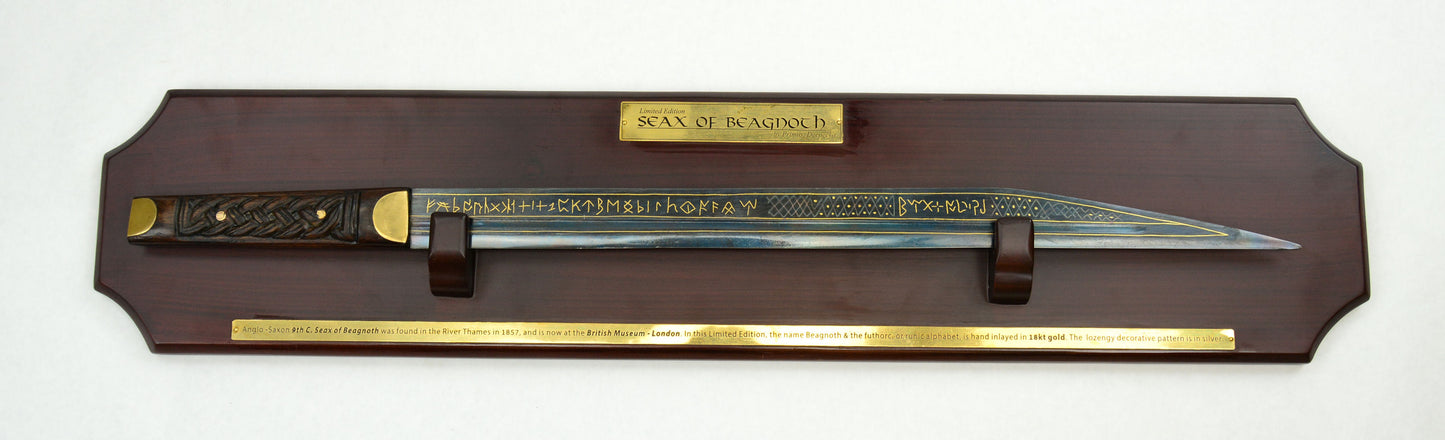 Limited Edition
SEAX OF BEAGNOTH
Anglo-Saxon 9th C. Seax of Beagnoth was found in the River Thames in 1857, and is now at the British Museum - London. In this Limited Edition, the name Beagnoth & the futhorc, or runic alphabet, is hand inlayed in 18kt gold. The lozengy decorative pattern is in silver.